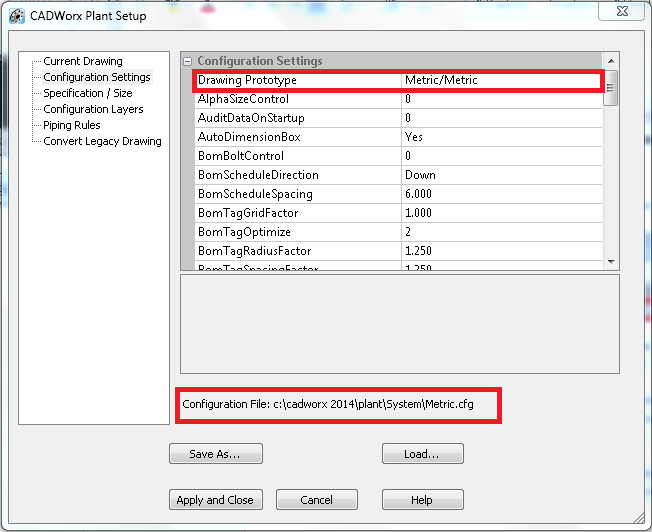 CADWorx Plant Setup
Current Drawing
Configuration Settings
Specification / Size
Configuration Layers
Piping Rules
Convert Legacy Drawing
Configuration Settings
Drawing Prototype Metric/Metric
AlphaSizeControl 0
AuditDataOnStartup 0
AutoDimensionBox Yes
BomBoltControl 0
BomScheduleDirection Down
BomScheduleSpacing 6.000
BomTagGridFactor 1.000
BomTagOptimize 2
BomTagRadiusFactor 1.250
BomTagSpacingFactor 1.250
Configuration File: c:\cadworx 2014\plant\System\Metric.cfg
Save As... Load...
Apply and Close Cancel Help